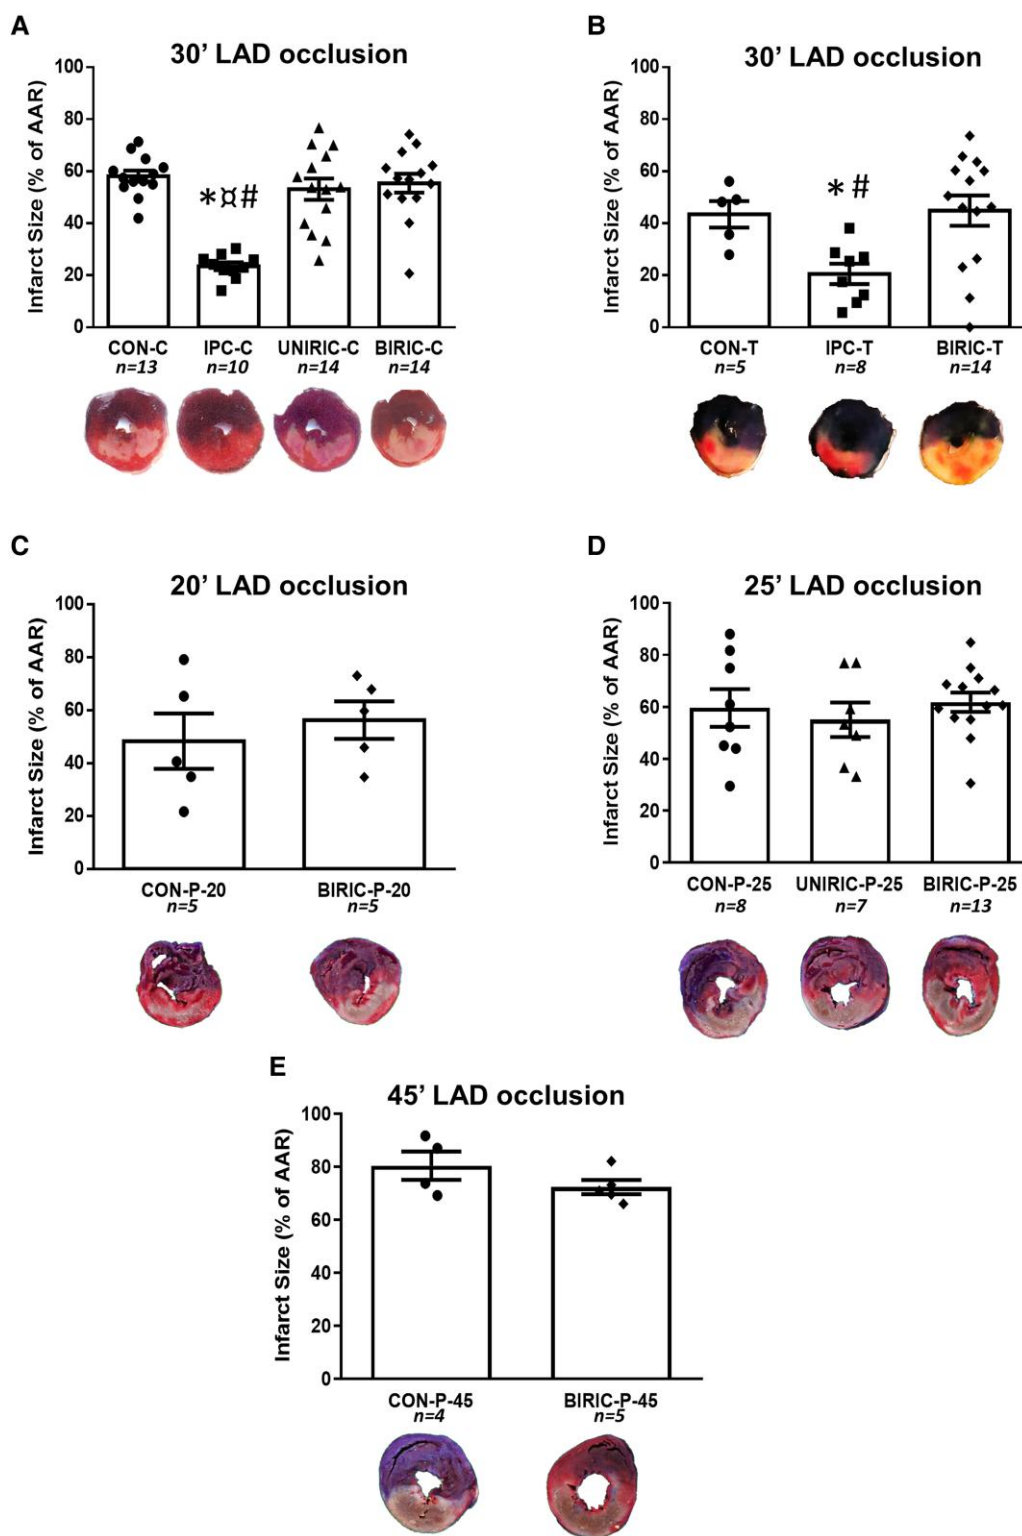 A
30' LAD occlusion
Infarct Size (% of AAR)
100
80
60
40
20
0
*¤#
CON-C IPC-C UNIRIC-C BIRIC-C
n=13 n=10 n=14 n=14
B
30' LAD occlusion
Infarct Size (% of AAR)
100
80
60
40
20
0
* #
CON-T IPC-T BIRIC-T
n=5 n=8 n=14
C
20' LAD occlusion
Infarct Size (% of AAR)
100
80
60
40
20
0
CON-P-20 BIRIC-P-20
n=5 n=5
D
25' LAD occlusion
Infarct Size (% of AAR)
100
80
60
40
20
0
CON-P-25 UNIRIC-P-25 BIRIC-P-25
n=8 n=7 n=13
E
45' LAD occlusion
Infarct Size (% of AAR)
100
80
60
40
20
0
CON-P-45 BIRIC-P-45
n=4 n=5